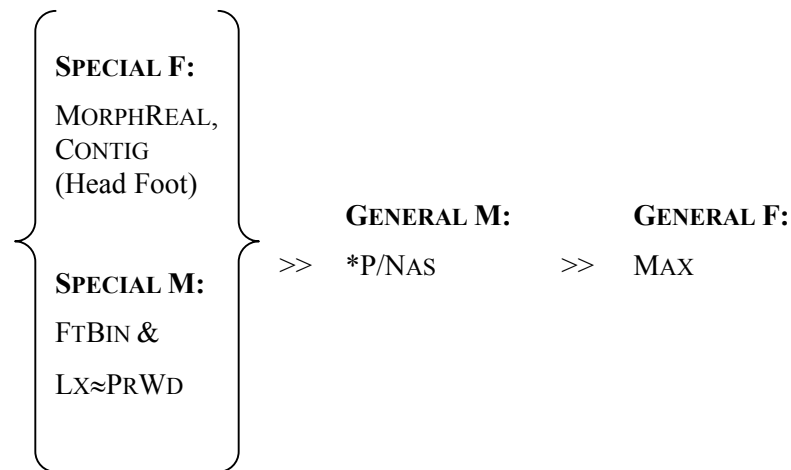 SPECIAL F:
MORPHREAL,
CONTIG
(Head Foot)
SPECIAL M:
FTBIN &
LX≈PRWD
>>
GENERAL M:
*P/NAS
>>
GENERAL F:
MAX